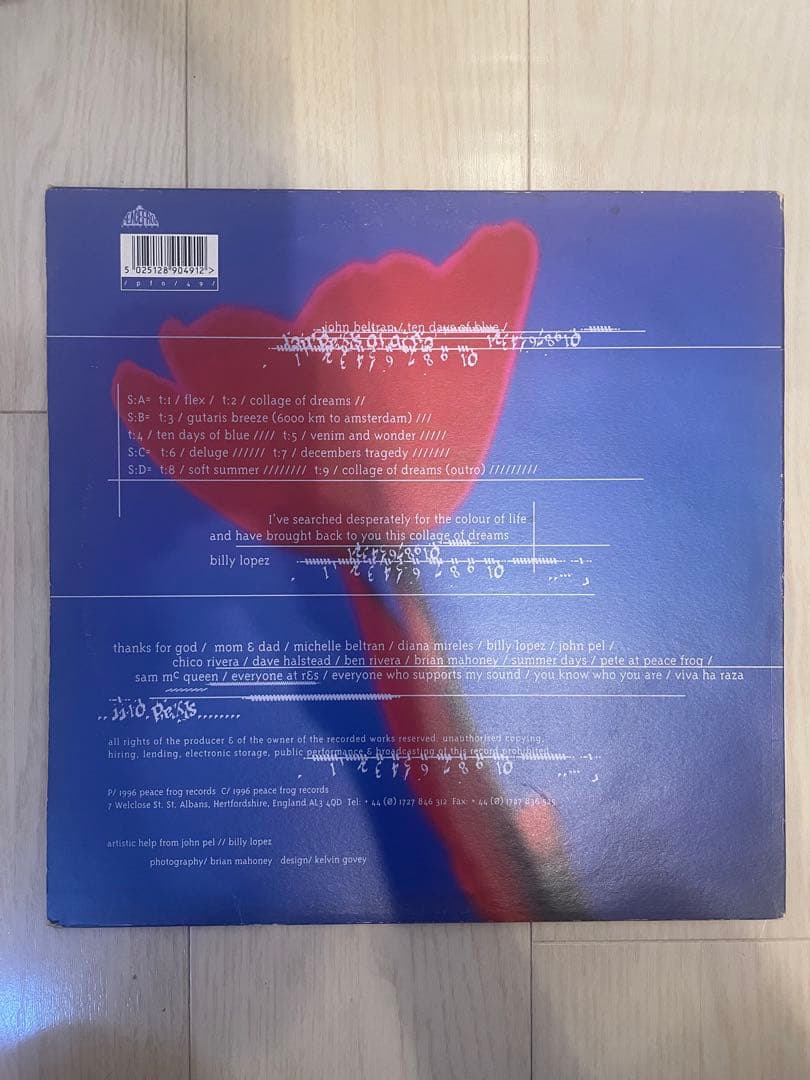 PEACEFROG
5 025128 904912 >
/ p f o / 4 9 /
john beltran / ten days of blue /
S:A= t:1 / flex / t:2 / collage of dreams //
S:B= t:3 / gutaris breeze (6000 km to amsterdam) ///
t:4 / ten days of blue //// t:5 / venim and wonder /////
S:C= t:6 / deluge ////// t:7 / decembers tragedy ///////
S:D= t:8 / soft summer //////// t:9 / collage of dreams (outro) /////////
I've searched desperately for the colour of life
and have brought back to you this collage of dreams
billy lopez
thanks for god / mom & dad / michelle beltran / diana mireles / billy lopez / john pel /
chico rivera / dave halstead / ben rivera / brian mahoney / summer days / pete at peace frog /
sam mc queen / everyone at r&s / everyone who supports my sound / you know who you are / viva ha raza
all rights of the producer & of the owner of the recorded works reserved. unauthorised copying,
hiring, lending, electronic storage, public performance & broadcasting of this record prohibited
P/ 1996 peace frog records C/ 1996 peace frog records
7 Welclose St. St. Albans, Hertfordshire, England AL3 4QD Tel: + 44 (0) 1727 846 312 Fax: + 44 (0) 1727 836 525
artistic help from john pel // billy lopez
photography/ brian mahoney design/ kelvin govey